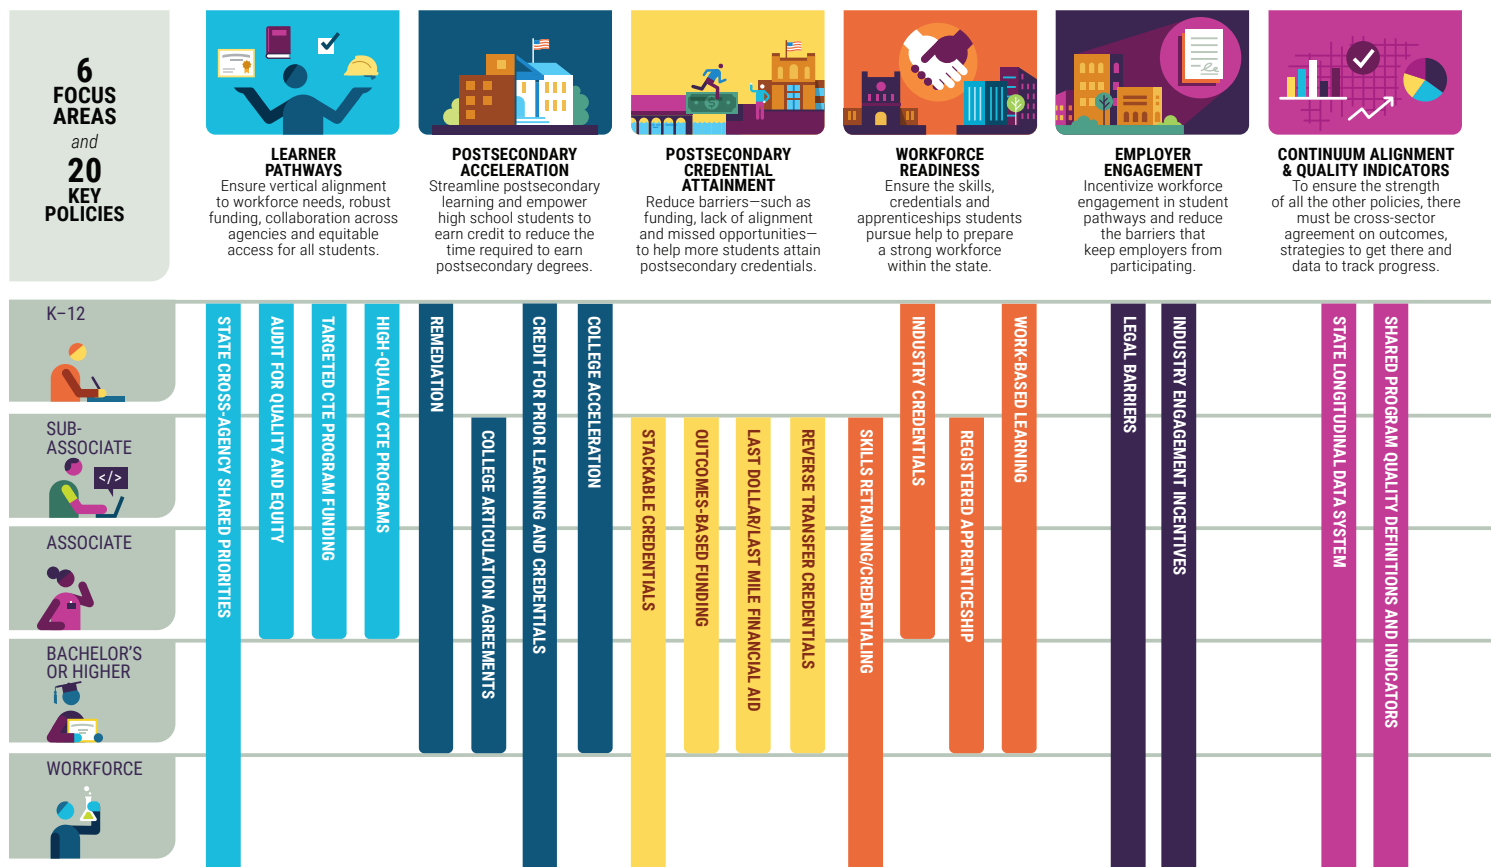 6
FOCUS
AREAS
and
20
KEY
POLICIES
LEARNER
PATHWAYS
Ensure vertical alignment
to workforce needs, robust
funding, collaboration across
agencies and equitable
access for all students.
POSTSECONDARY
ACCELERATION
Streamline postsecondary
learning and empower
high school students to
earn credit to reduce the
time required to earn
postsecondary degrees.
POSTSECONDARY
CREDENTIAL
ATTAINMENT
Reduce barriers—such as
funding, lack of alignment
and missed opportunities—
to help more students attain
postsecondary credentials.
WORKFORCE
READINESS
Ensure the skills,
credentials and
apprenticeships students
pursue help to prepare
a strong workforce
within the state.
EMPLOYER
ENGAGEMENT
Incentivize workforce
engagement in student
pathways and reduce
the barriers that
keep employers from
participating.
CONTINUUM ALIGNMENT
& QUALITY INDICATORS
To ensure the strength
of all the other policies, there
must be cross-sector
agreement on outcomes,
strategies to get there and
data to track progress.
K–12
SUB-
ASSOCIATE
</>
ASSOCIATE
BACHELOR'S
OR HIGHER
WORKFORCE
STATE CROSS-AGENCY SHARED PRIORITIES
AUDIT FOR QUALITY AND EQUITY
TARGETED CTE PROGRAM FUNDING
HIGH-QUALITY CTE PROGRAMS
REMEDIATION
COLLEGE ARTICULATION AGREEMENTS
CREDIT FOR PRIOR LEARNING AND CREDENTIALS
COLLEGE ACCELERATION
STACKABLE CREDENTIALS
OUTCOMES-BASED FUNDING
LAST DOLLAR/LAST MILE FINANCIAL AID
REVERSE TRANSFER CREDENTIALS
SKILLS RETRAINING/CREDENTIALING
INDUSTRY CREDENTIALS
REGISTERED APPRENTICESHIP
WORK-BASED LEARNING
LEGAL BARRIERS
INDUSTRY ENGAGEMENT INCENTIVES
STATE LONGITUDINAL DATA SYSTEM
SHARED PROGRAM QUALITY DEFINITIONS AND INDICATORS